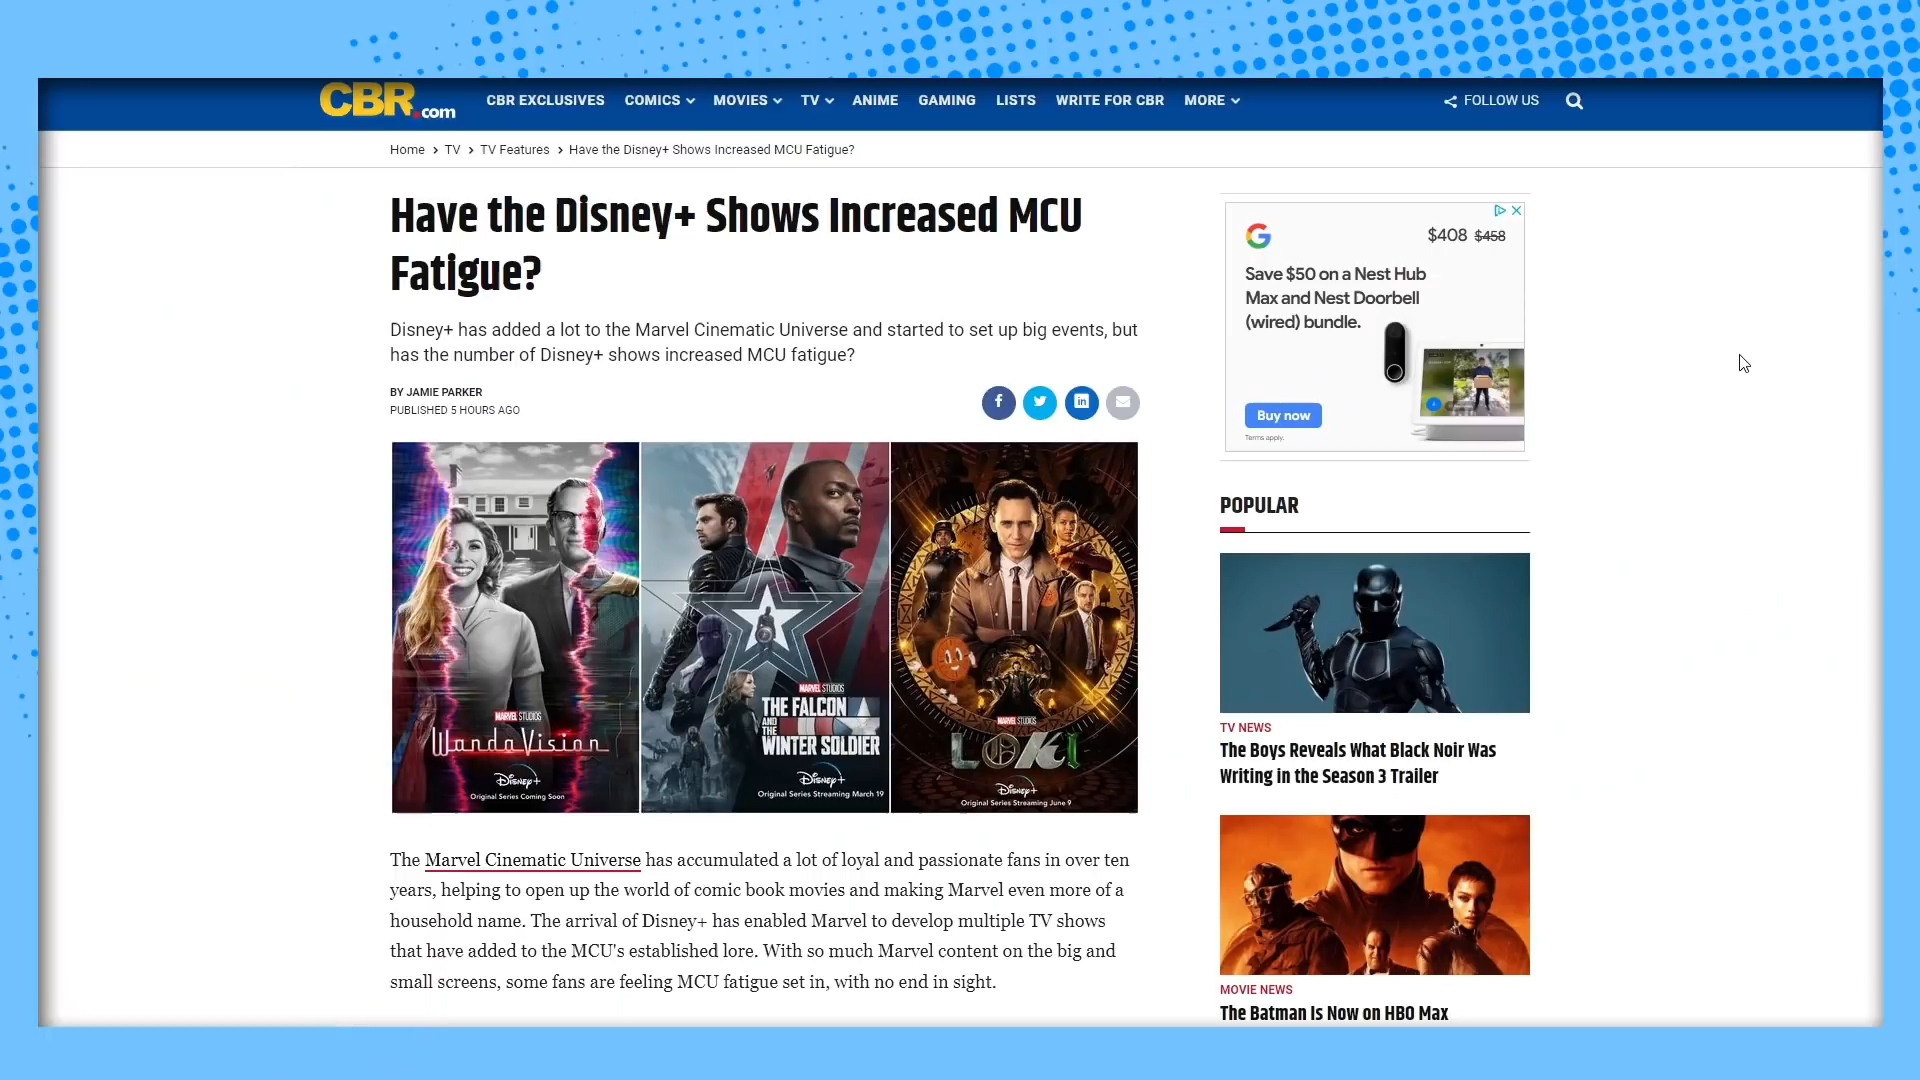 CBR.com
CBR EXCLUSIVES COMICS MOVIES TV ANIME GAMING LISTS WRITE FOR CBR MORE FOLLOW US
Home > TV > TV Features > Have the Disney+ Shows Increased MCU Fatigue?
Have the Disney+ Shows Increased MCU
Fatigue?
Disney+ has added a lot to the Marvel Cinematic Universe and started to set up big events, but
has the number of Disney+ shows increased MCU fatigue?
BY JAMIE PARKER
PUBLISHED 5 HOURS AGO
MARVEL STUDIOS
WandaVision
Disney+
Original Series Coming Soon
MARVEL STUDIOS
THE FALCON
AND THE
WINTER SOLDIER
Disney+
Original Series Streaming March 19
MARVEL STUDIOS
LOKI
Disney+
Original Series Streaming June 9
The Marvel Cinematic Universe has accumulated a lot of loyal and passionate fans in over ten
years, helping to open up the world of comic book movies and making Marvel even more of a
household name. The arrival of Disney+ has enabled Marvel to develop multiple TV shows
that have added to the MCU's established lore. With so much Marvel content on the big and
small screens, some fans are feeling MCU fatigue set in, with no end in sight.
$408 $458
Save $50 on a Nest Hub
Max and Nest Doorbell
(wired) bundle.
Buy now
Terms apply.
POPULAR
TV NEWS
The Boys Reveals What Black Noir Was
Writing in the Season 3 Trailer
MOVIE NEWS
The Batman Is Now on HBO Max